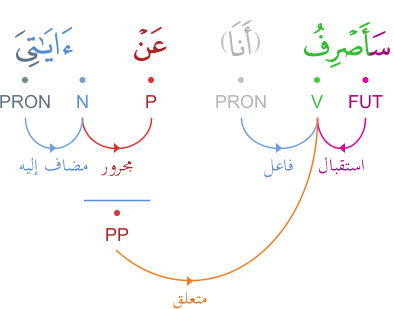 سَأَصْرِفُ (أَنَا) عَنْ ءَايَـٰتِىَ
FUT V PRON P N PRON
استقبال فاعل مجرور مضاف إليه
PP
متعلق